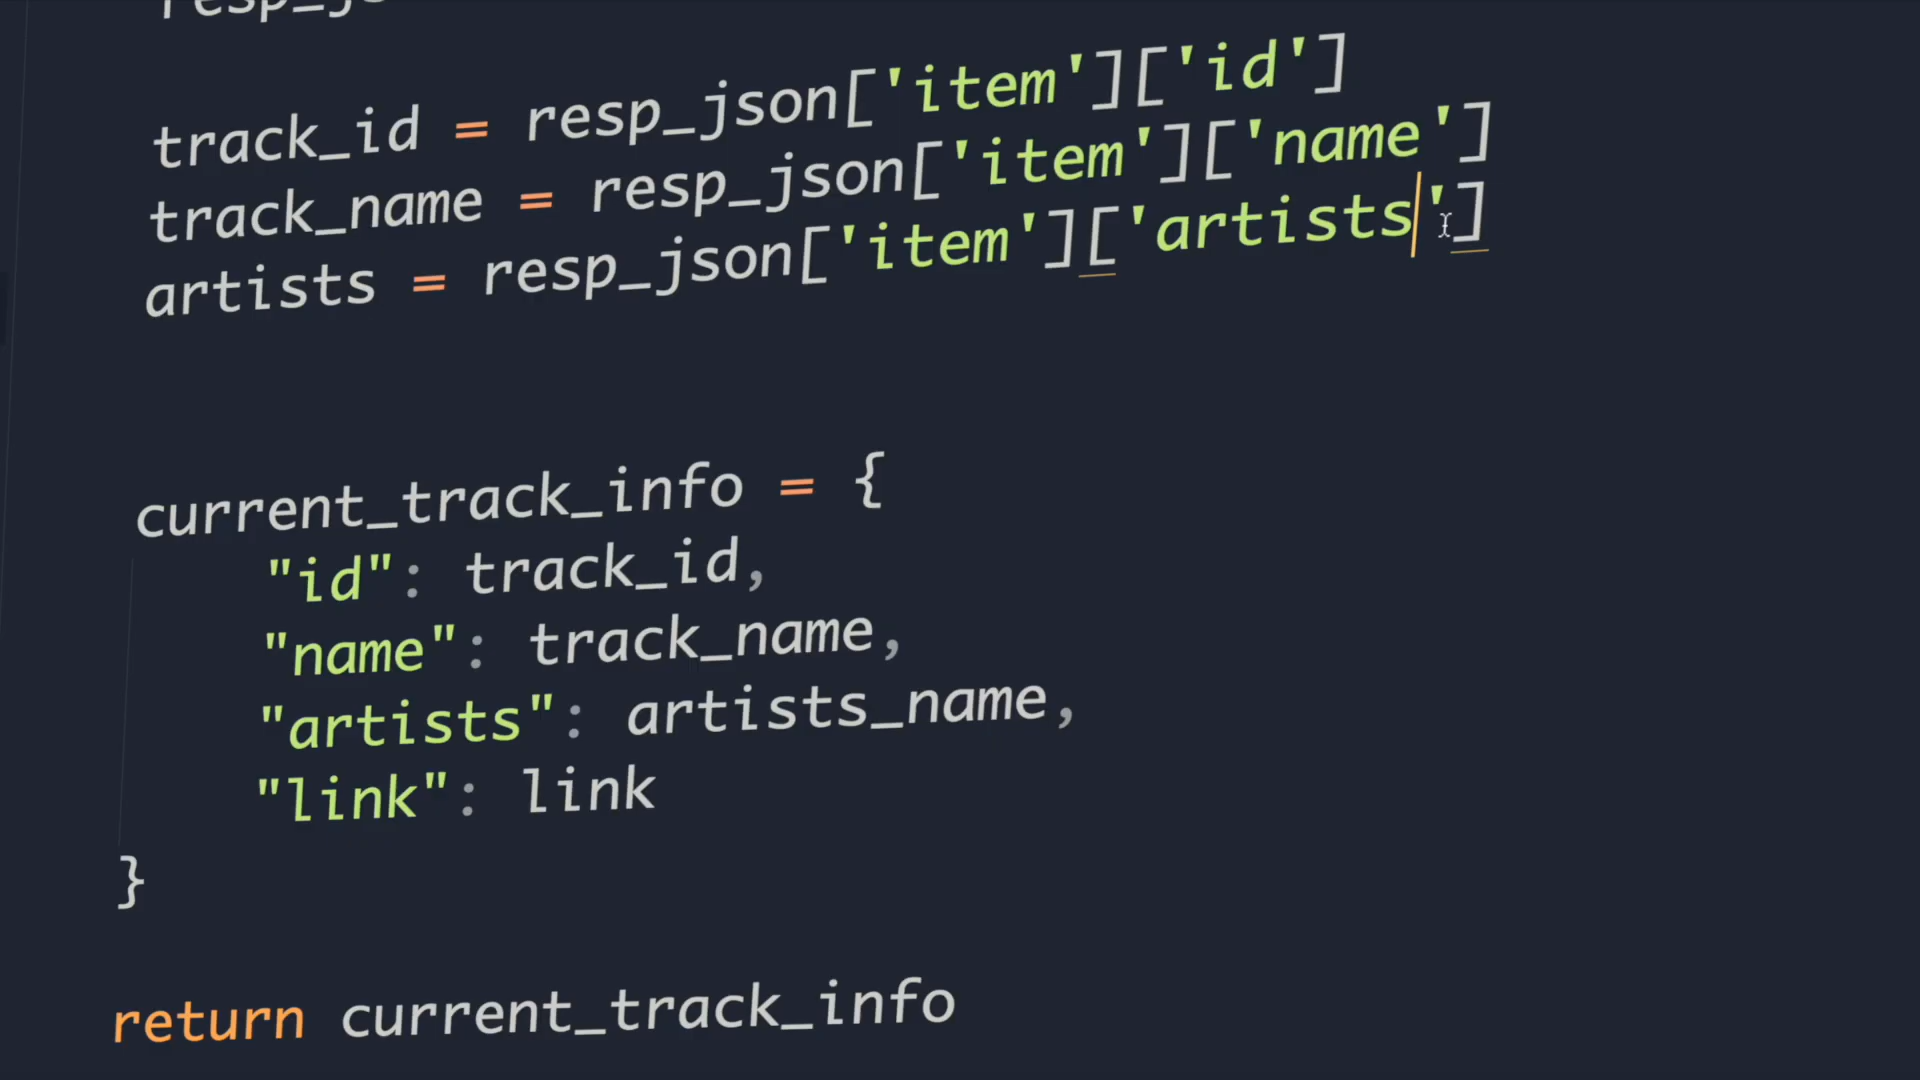 track_id = resp_json['item']['id']
track_name = resp_json['item']['name']
artists = resp_json['item']['artists']
current_track_info = {
"id": track_id,
"name": track_name,
"artists": artists_name,
"link": link
}
return current_track_info